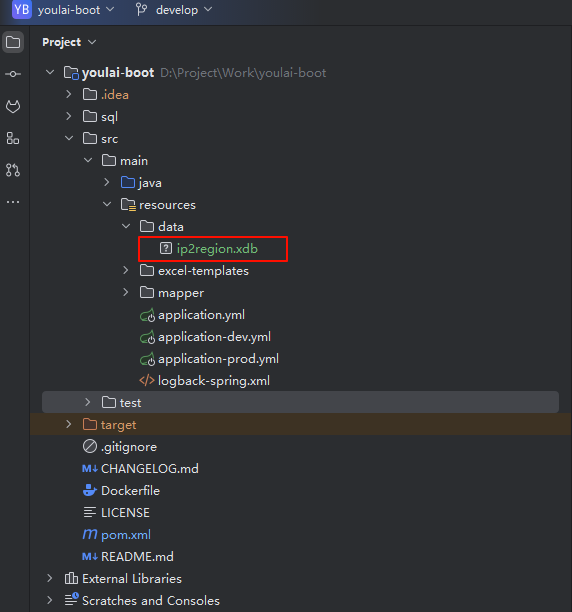 YB youlai-boot develop
Project
youlai-boot D:\Project\Work\youlai-boot
.idea
sql
src
main
java
resources
data
ip2region.xdb
excel-templates
mapper
application.yml
application-dev.yml
application-prod.yml
logback-spring.xml
test
target
.gitignore
CHANGELOG.md
Dockerfile
LICENSE
pom.xml
README.md
External Libraries
Scratches and Consoles